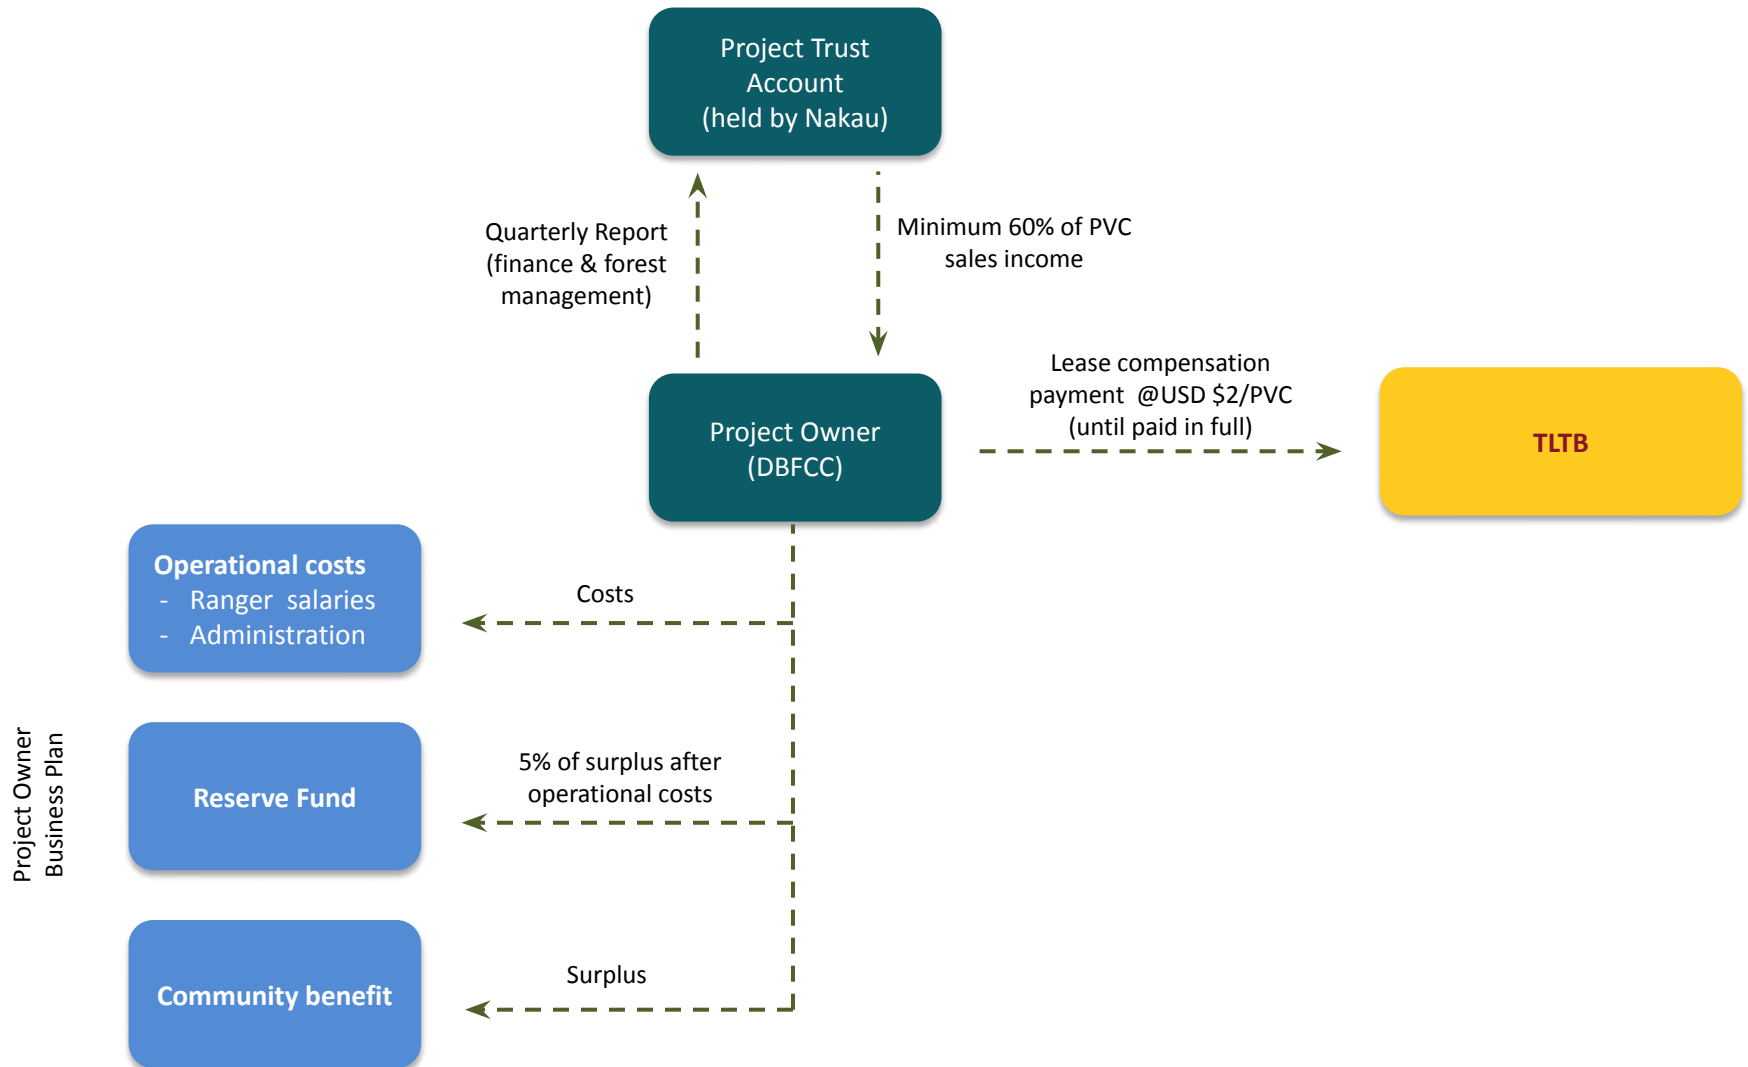 Project Trust
Account
(held by Nakau)
Quarterly Report
(finance & forest
management)
Minimum 60% of PVC
sales income
Lease compensation
payment @USD $2/PVC
(until paid in full)
Project Owner
(DBFCC)
TLTB
Operational costs
- Ranger salaries
- Administration
Costs
Project Owner
Business Plan
Reserve Fund
5% of surplus after
operational costs
Community benefit
Surplus